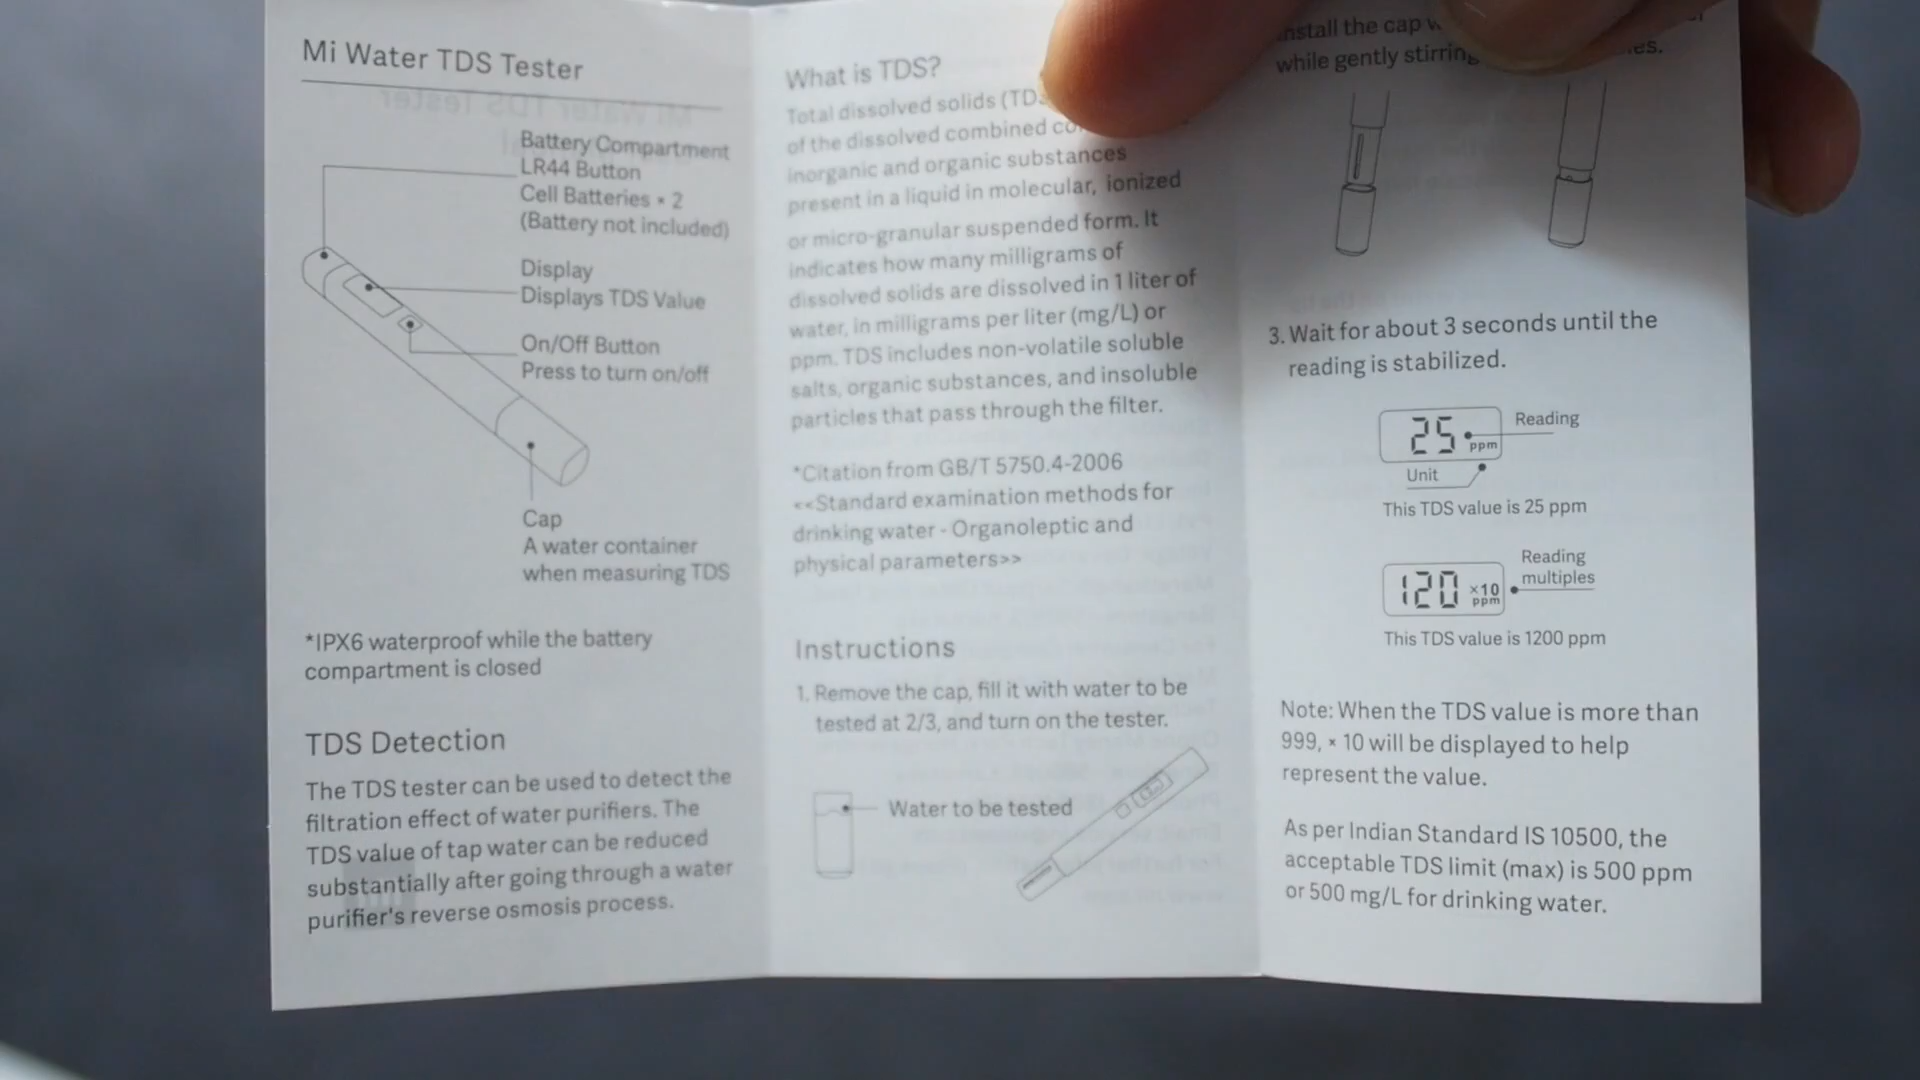 Mi Water TDS Tester
Battery Compartment
LR44 Button
Cell Batteries × 2
(Battery not included)
Display
Displays TDS Value
On/Off Button
Press to turn on/off
Cap
A water container
when measuring TDS
*IPX6 waterproof while the battery
compartment is closed
TDS Detection
The TDS tester can be used to detect the
filtration effect of water purifiers. The
TDS value of tap water can be reduced
substantially after going through a water
purifier's reverse osmosis process.
What is TDS?
Total dissolved solids (TDS
of the dissolved combined
inorganic and organic substances
present in a liquid in molecular, ionized
or micro-granular suspended form. It
indicates how many milligrams of
dissolved solids are dissolved in 1 liter of
water, in milligrams per liter (mg/L) or
ppm. TDS includes non-volatile soluble
salts, organic substances, and insoluble
particles that pass through the filter.
*Citation from GB/T 5750.4-2006
<<Standard examination methods for
drinking water - Organoleptic and
physical parameters>>
Instructions
1. Remove the cap, fill it with water to be
tested at 2/3, and turn on the tester.
Water to be tested
install the cap
while gently stirring
3. Wait for about 3 seconds until the
reading is stabilized.
25 ppm
Reading
Unit
This TDS value is 25 ppm
120 ×10 ppm
Reading
multiples
This TDS value is 1200 ppm
Note: When the TDS value is more than
999, × 10 will be displayed to help
represent the value.
As per Indian Standard IS 10500, the
acceptable TDS limit (max) is 500 ppm
or 500 mg/L for drinking water.